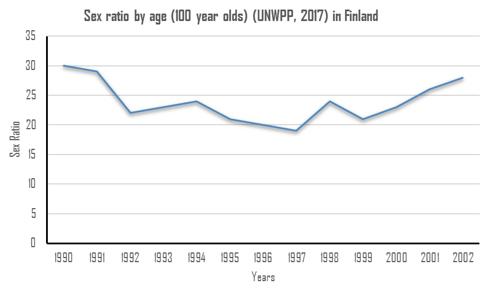 Sex ratio by age (100 year olds) (UNWPP, 2017) in Finland
35
30
25
20
15
10
5
0
Sex Ratio
1990 1991 1992 1993 1994 1995 1996 1997 1998 1999 2000 2001 2002
Years